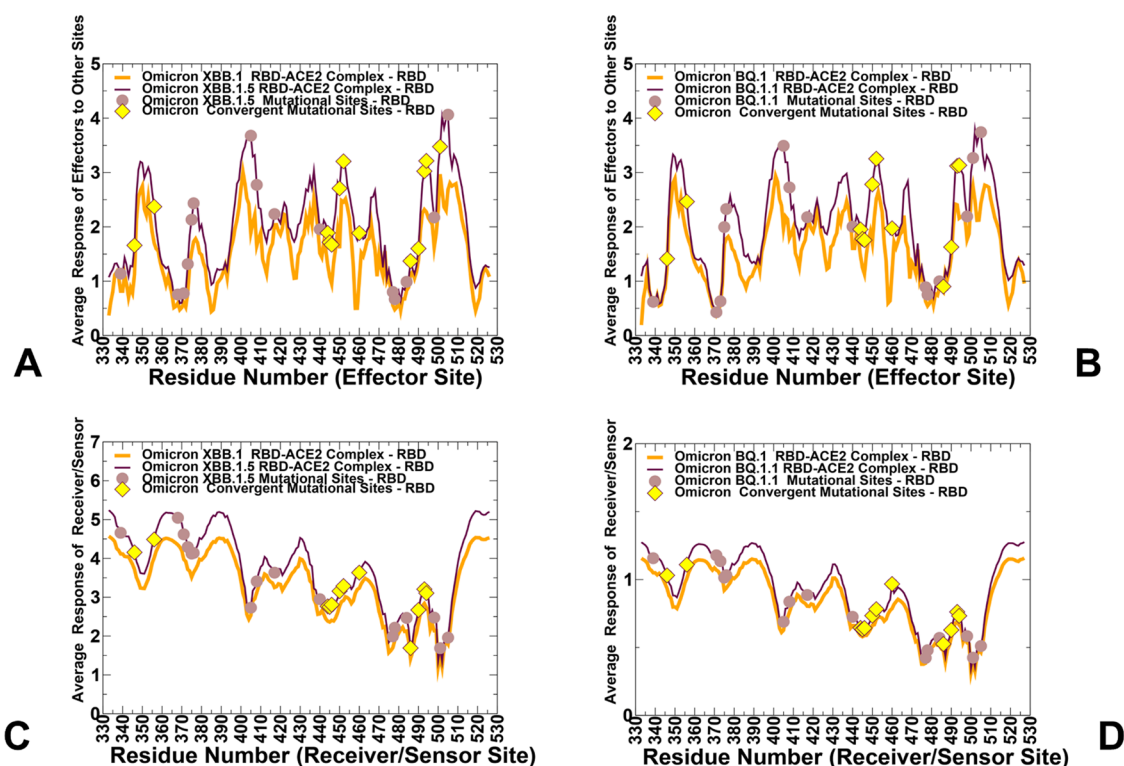 Average Response of Effectors to Other Sites
5
4
3
2
1
0
Omicron XBB.1 RBD-ACE2 Complex - RBD
Omicron XBB.1.5 RBD-ACE2 Complex - RBD
Omicron XBB.1.5 Mutational Sites - RBD
Omicron Convergent Mutational Sites - RBD
330 340 350 360 370 380 390 400 410 420 430 440 450 460 470 480 490 500 510 520 530
Residue Number (Effector Site)
A
Average Response of Effectors to Other Sites
5
4
3
2
1
0
Omicron BQ.1 RBD-ACE2 Complex - RBD
Omicron BQ.1.1 RBD-ACE2 Complex - RBD
Omicron BQ.1.1 Mutational Sites - RBD
Omicron Convergent Mutational Sites - RBD
330 340 350 360 370 380 390 400 410 420 430 440 450 460 470 480 490 500 510 520 530
Residue Number (Effector Site)
B
Average Response of Receiver/Sensor
7
6
5
4
3
2
1
0
Omicron XBB.1 RBD-ACE2 Complex - RBD
Omicron XBB.1.5 RBD-ACE2 Complex - RBD
Omicron XBB.1.5 Mutational Sites - RBD
Omicron Convergent Mutational Sites - RBD
330 340 350 360 370 380 390 400 410 420 430 440 450 460 470 480 490 500 510 520 530
Residue Number (Receiver/Sensor Site)
C
Average Response of Receiver/Sensor
2
1
0
Omicron BQ.1 RBD-ACE2 Complex - RBD
Omicron BQ.1.1 RBD-ACE2 Complex - RBD
Omicron BQ.1.1 Mutational Sites - RBD
Omicron Convergent Mutational Sites - RBD
330 340 350 360 370 380 390 400 410 420 430 440 450 460 470 480 490 500 510 520 530
Residue Number (Receiver/Sensor Site)
D